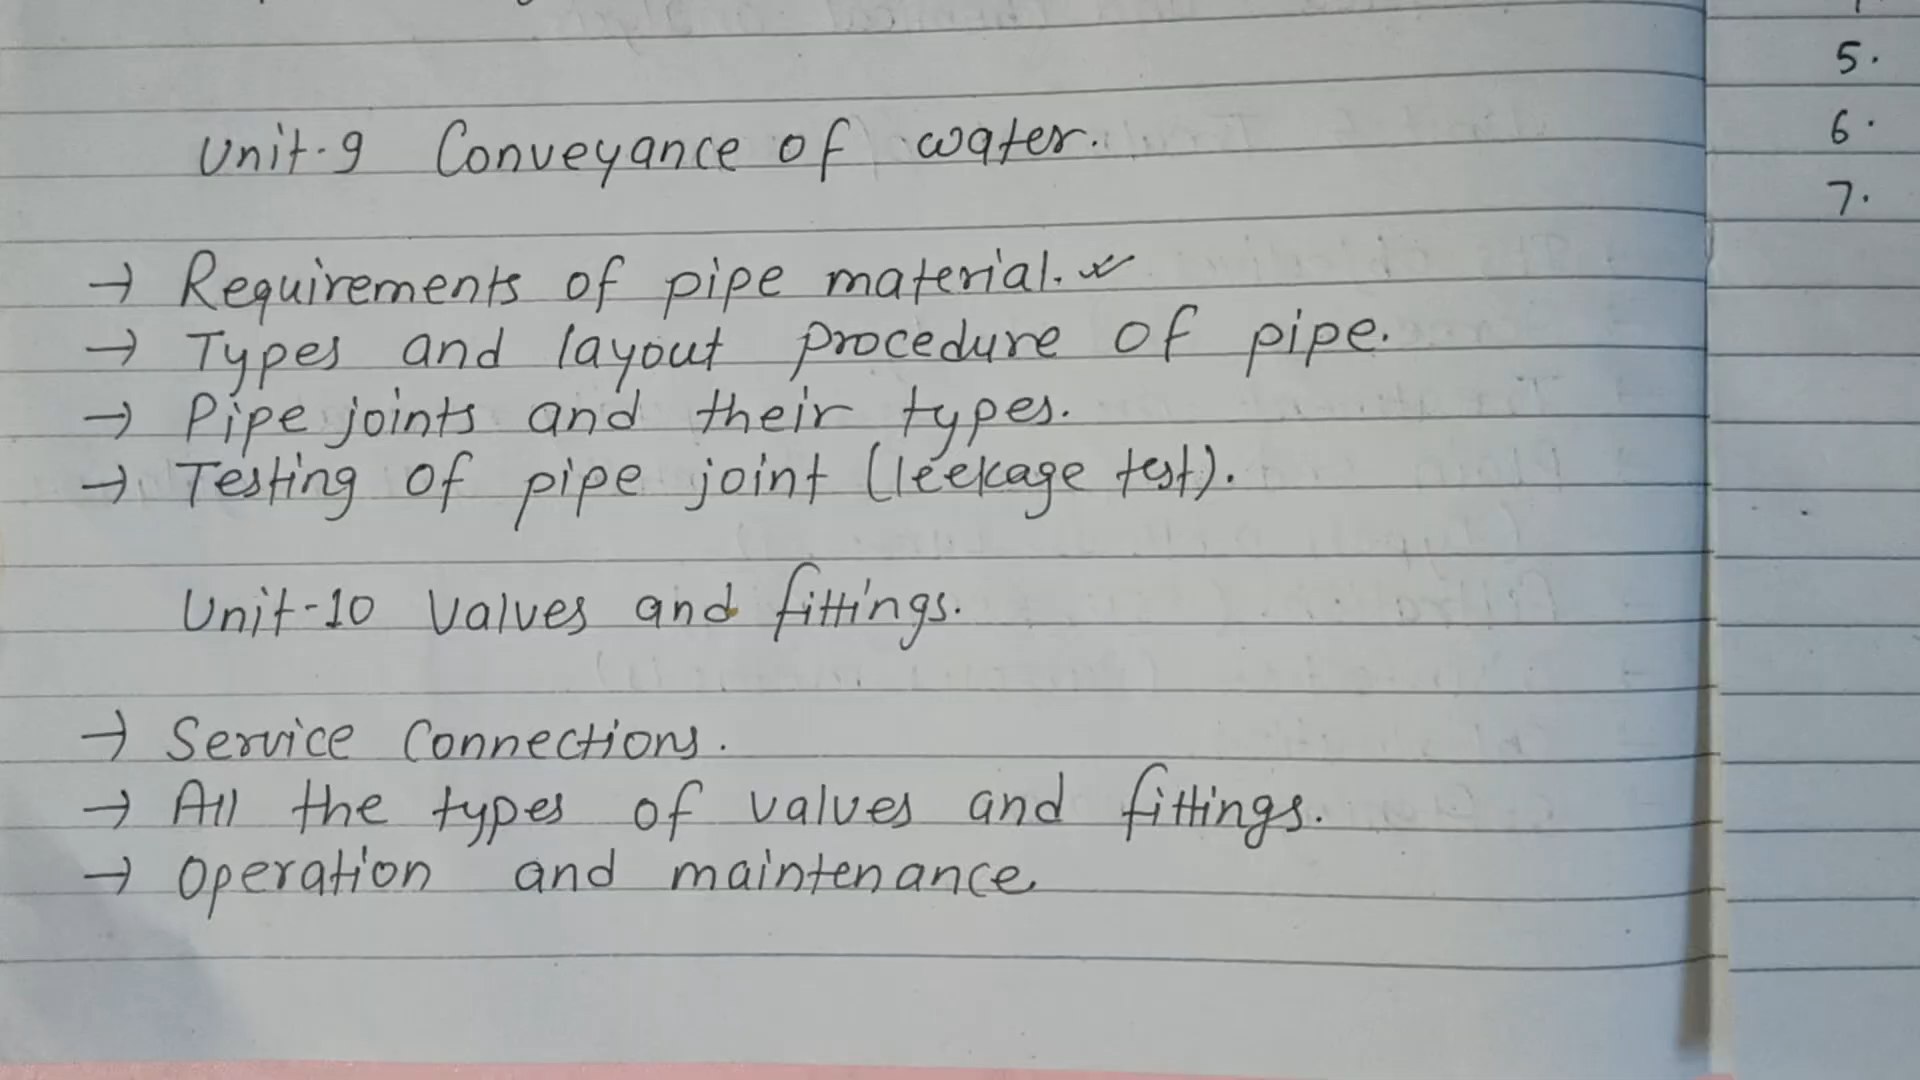 Unit-9 Conveyance of water.
→ Requirements of pipe material.
→ Types and layout procedure of pipe.
→ Pipe joints and their types.
→ Testing of pipe joint (leekage test).
Unit-10 Valves and fittings.
→ Service Connections.
→ All the types of valves and fittings.
→ Operation and maintenance
5.
6.
7.